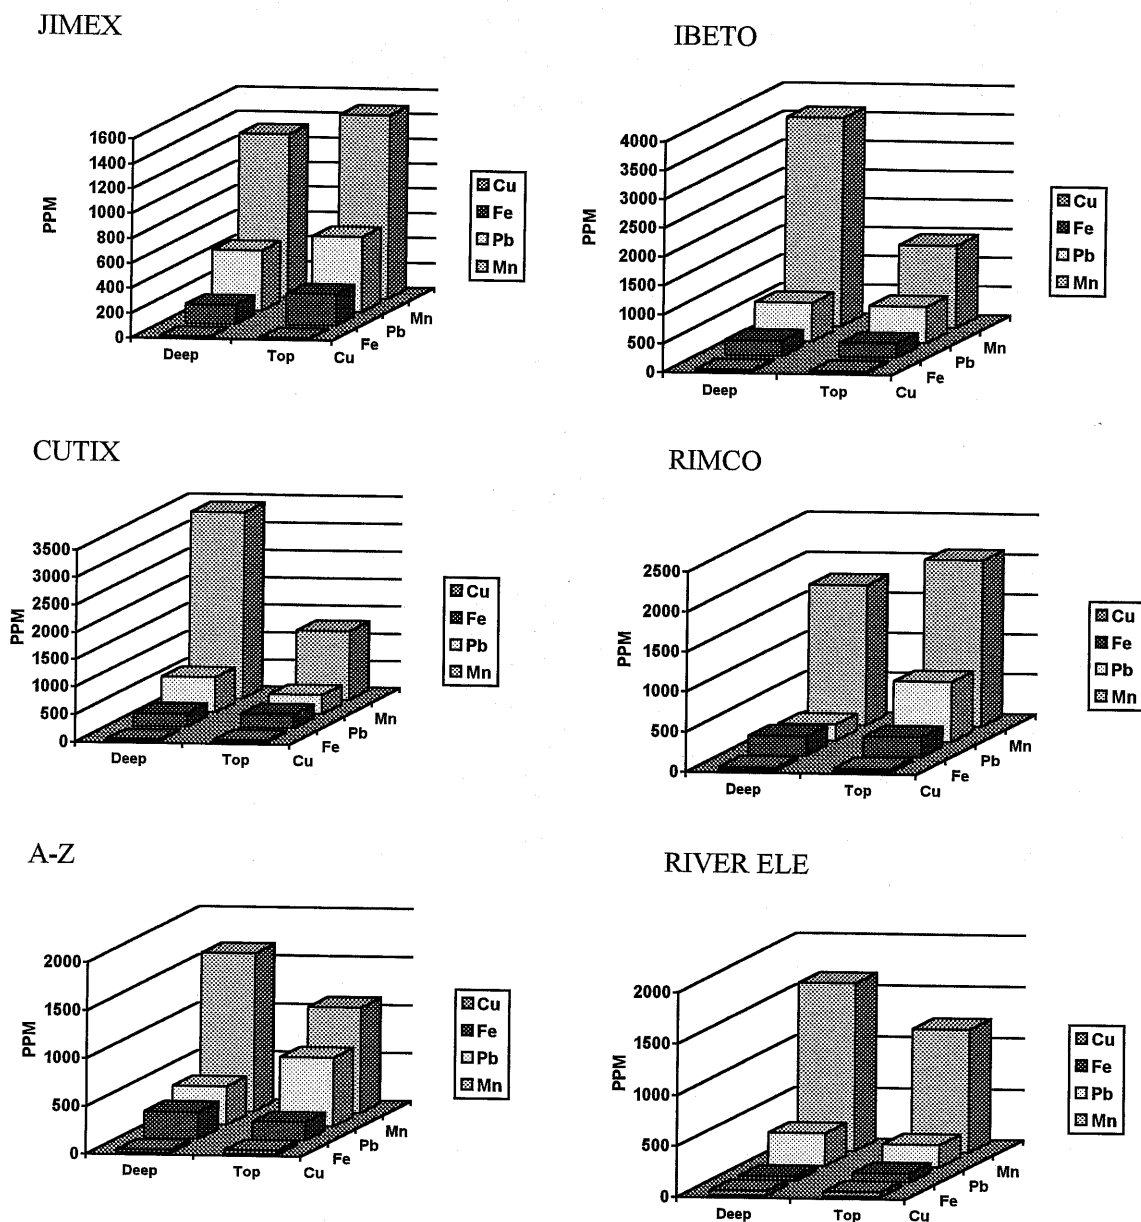 JIMEX
PPM
1600
1400
1200
1000
800
600
400
200
0
Deep
Top
Cu
Fe
Pb
Mn
Cu
Fe
Pb
Mn
IBETO
PPM
4000
3500
3000
2500
2000
1500
1000
500
0
Deep
Top
Cu
Fe
Pb
Mn
Cu
Fe
Pb
Mn
CUTIX
PPM
3500
3000
2500
2000
1500
1000
500
0
Deep
Top
Cu
Fe
Pb
Mn
Cu
Fe
Pb
Mn
RIMCO
PPM
2500
2000
1500
1000
500
0
Deep
Top
Cu
Fe
Pb
Mn
Cu
Fe
Pb
Mn
A-Z
PPM
2000
1500
1000
500
0
Deep
Top
Cu
Fe
Pb
Mn
Cu
Fe
Pb
Mn
RIVER ELE
PPM
2000
1500
1000
500
0
Deep
Top
Cu
Fe
Pb
Mn
Cu
Fe
Pb
Mn